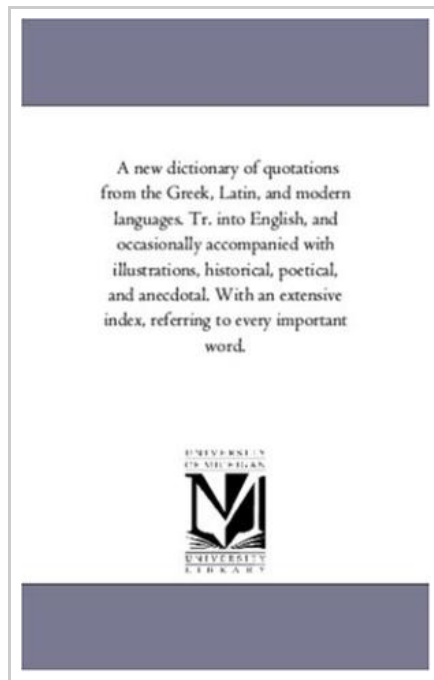 A new dictionary of quotations
from the Greek, Latin, and modern
languages. Tr. into English, and
occasionally accompanied with
illustrations, historical, poetical,
and anecdotal. With an extensive
index, referring to every important
word.
UNIVERSITY
OF MICHIGAN
UNIVERSITY
LIBRARY